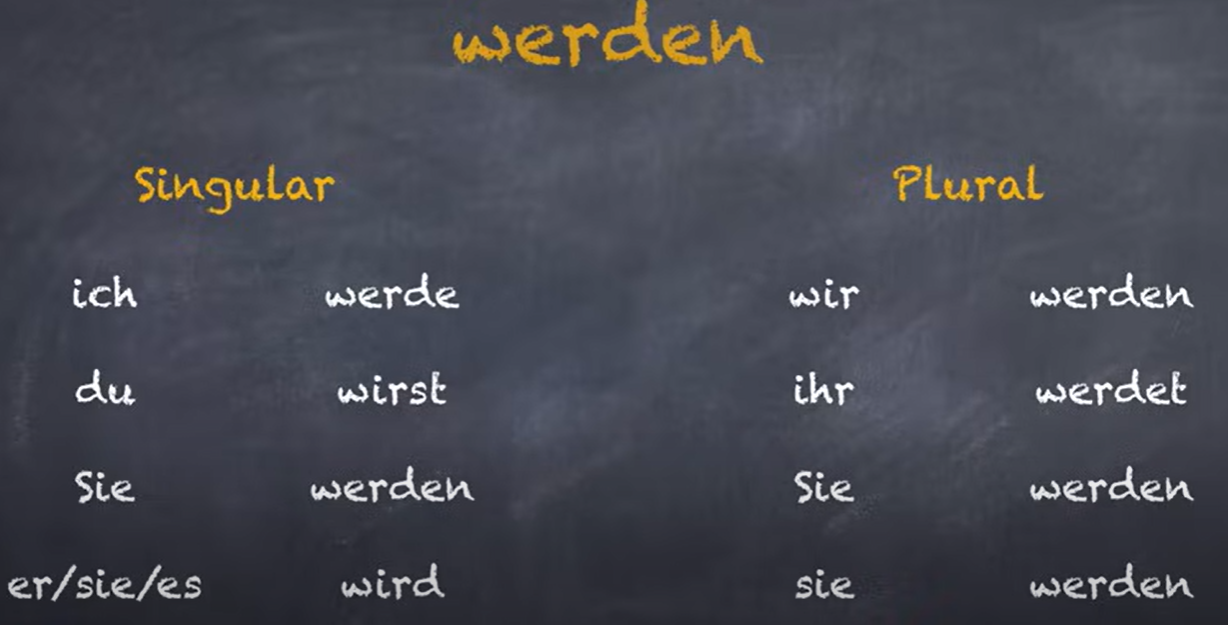 werden
Singular Plural
ich werde wir werden
du wirst ihr werdet
Sie werden Sie werden
er/sie/es wird sie werden